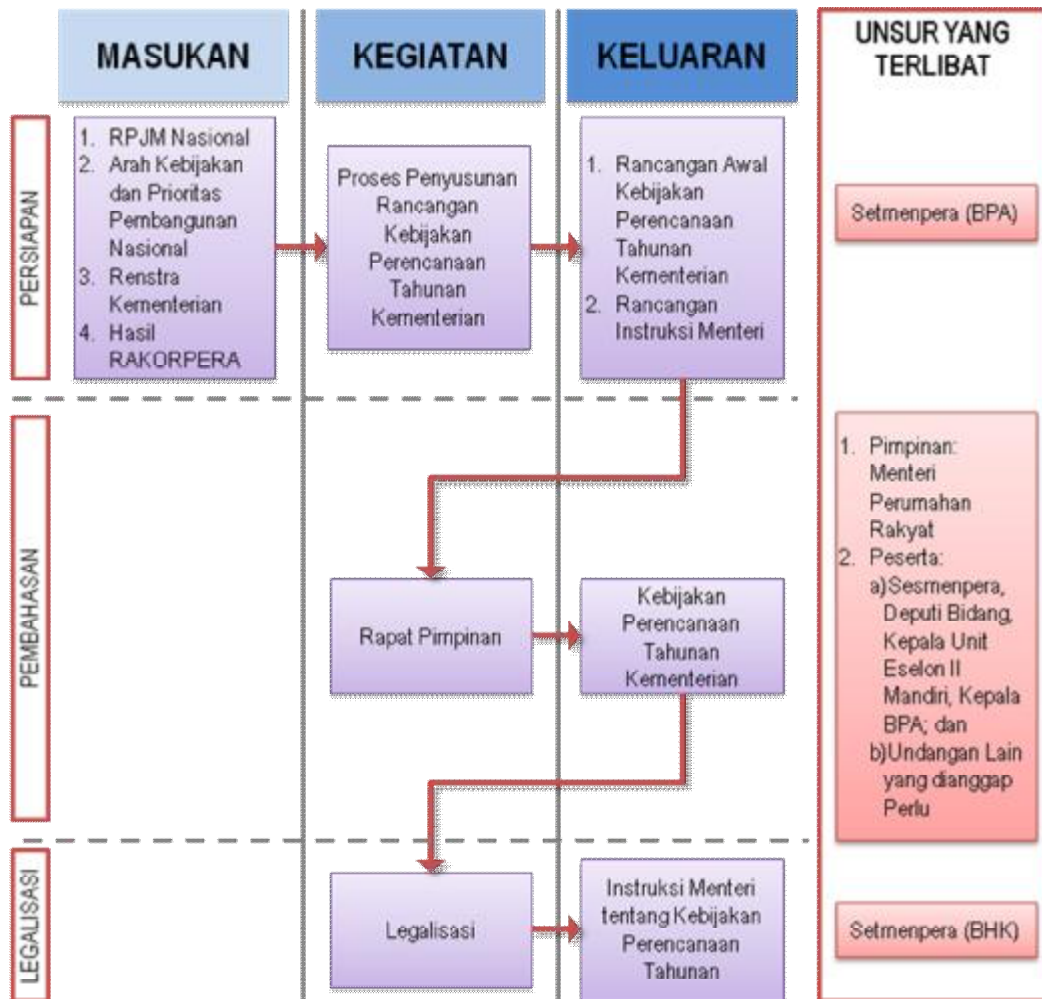 MASUKAN
KEGIATAN
KELUARAN
UNSUR YANG
TERLIBAT
PERSIAPAN
1. RPJM Nasional
2. Arah Kebijakan
dan Prioritas
Pembangunan
Nasional
3. Renstra
Kementerian
4. Hasil
RAKORPERA
Proses Penyusunan
Rancangan
Kebijakan
Perencanaan
Tahunan
Kementerian
1. Rancangan Awal
Kebijakan
Perencanaan
Tahunan
Kementerian
2. Rancangan
Instruksi Menteri
Setmenpera (BPA)
PEMBAHASAN
Rapat Pimpinan
Kebijakan
Perencanaan
Tahunan
Kementerian
1. Pimpinan:
Menteri
Perumahan
Rakyat
2. Peserta:
a)Sesmenpera,
Deputi Bidang,
Kepala Unit
Eselon II
Mandiri, Kepala
BPA; dan
b)Undangan Lain
yang dianggap
Perlu
LEGALISASI
Legalisasi
Instruksi Menteri
tentang Kebijakan
Perencanaan
Tahunan
Setmenpera (BHK)